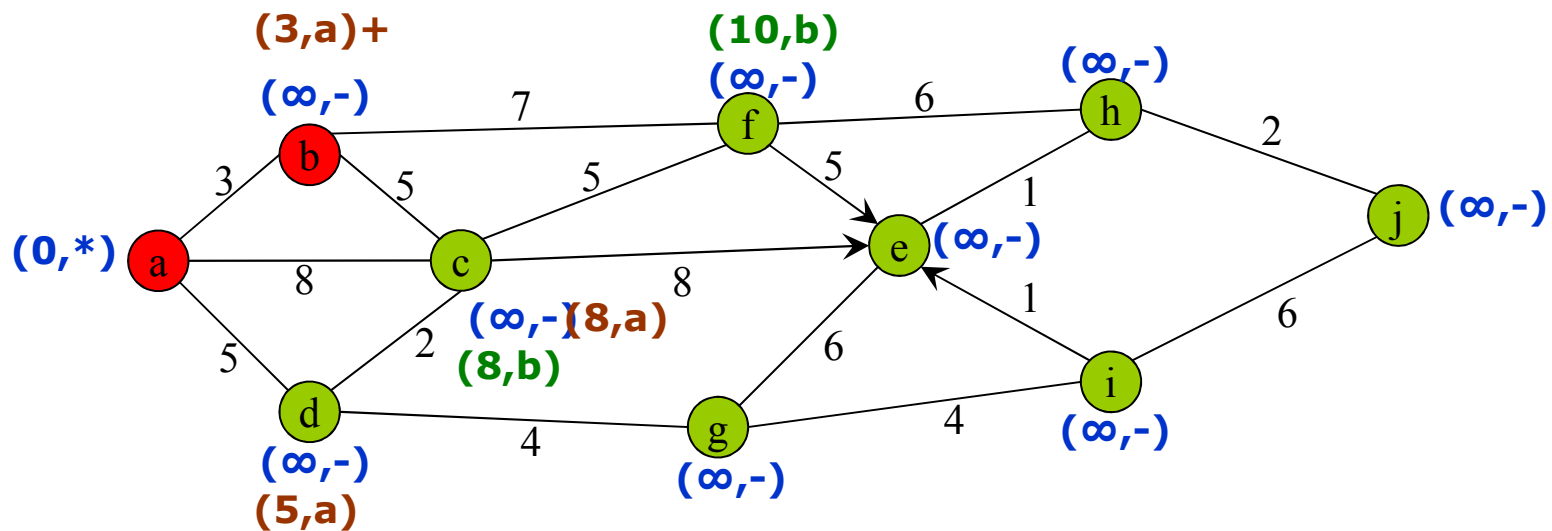 (3,a)+
(10,b)
(∞,-)
(∞,-)
(∞,-)
7
6
f
h
b
2
3
5
5
5
1
j
(∞,-)
(0,*)
a
c
e
(∞,-)
8
8
1
(∞,-)
(8,a)
6
5
2
6
(8,b)
i
d
g
4
4
(∞,-)
(∞,-)
(∞,-)
(5,a)